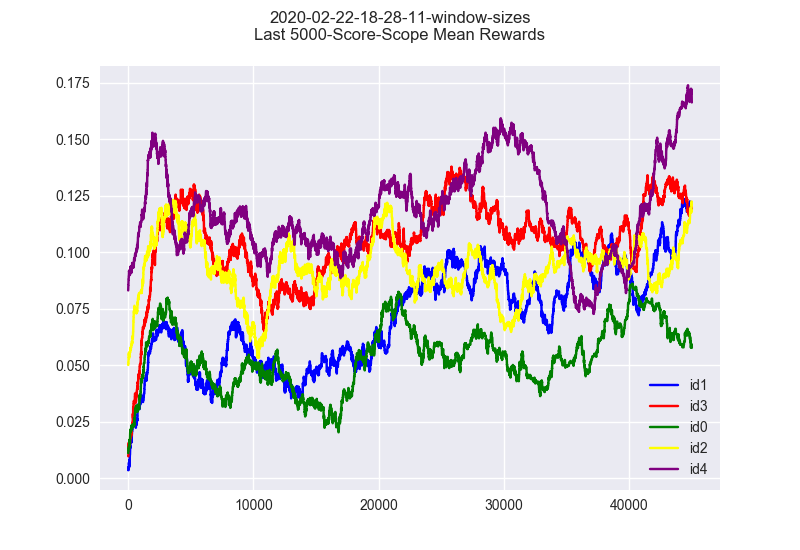 2020-02-22-18-28-11-window-sizes
Last 5000-Score-Scope Mean Rewards
0.175
0.150
0.125
0.100
0.075
0.050
0.025
0.000
0
10000
20000
30000
40000
id1
id3
id0
id2
id4